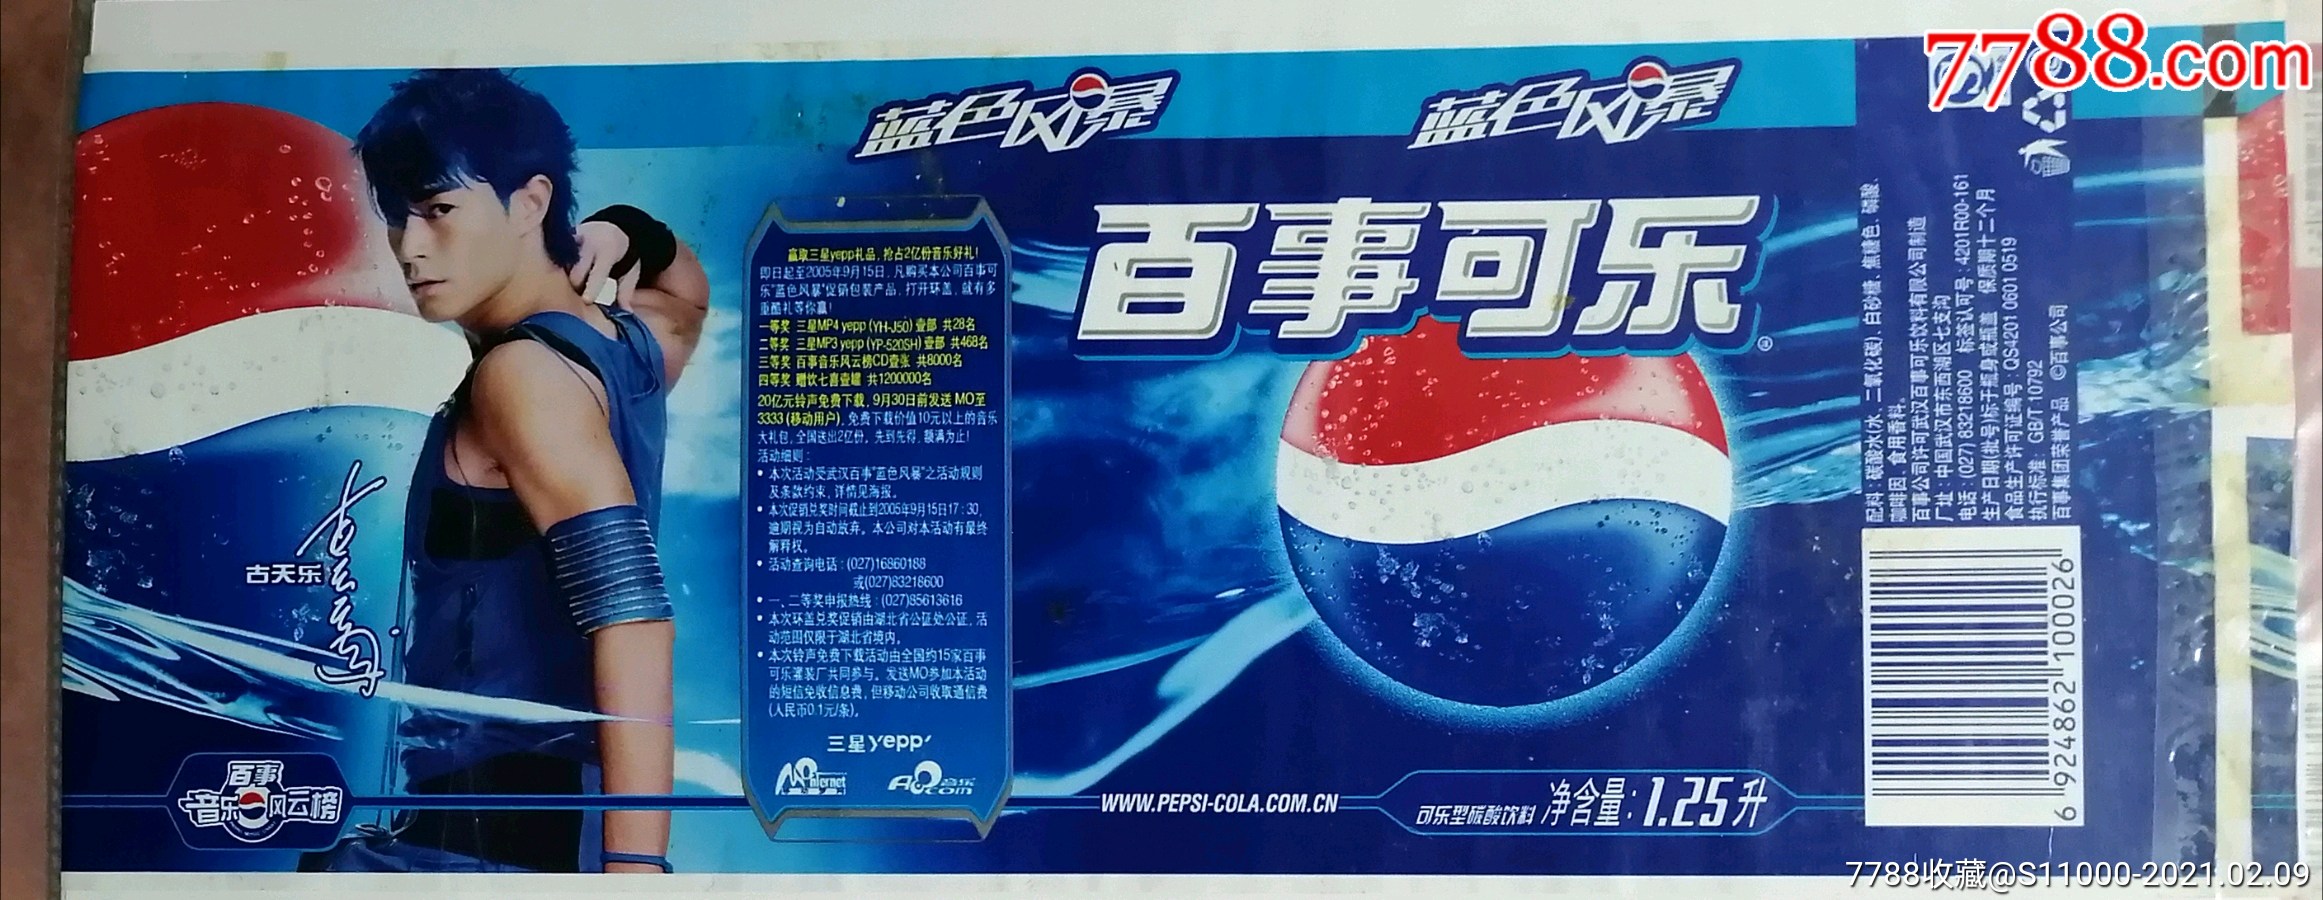 7788.com
蓝色风暴
蓝色风暴
百事可乐
赢取三星yepp礼品，抢占2亿份音乐好礼！
即日起至2005年9月15日，凡购买本公司百事可
乐"蓝色风暴"促销包装产品，打开环盖，就有多
重酷礼等你赢！
一等奖 三星MP4 yepp (YH-J50) 壹部 共28名
二等奖 三星MP3 yepp (YP-520SH) 壹部 共468名
三等奖 百事音乐风云榜CD壹张 共8000名
四等奖 赠饮七喜壹罐 共1200000名
20亿元铃声免费下载，9月30日前发送 MO至
3333 (移动用户)，免费下载价值10元以上的音乐
大礼包，全国送出2亿份，先到先得，额满为止！
活动细则：
• 本次活动受武汉百事"蓝色风暴"之活动规则
及条款约束，详情见海报。
• 本次促销兑奖时间截止到2005年9月15日17：30，
逾期视为自动放弃。本公司对本活动有最终
解释权。
• 活动查询电话：(027)16860188
或(027)83218600
• 一、二等奖申报热线：(027)85613616
• 本次环盖兑奖促销由湖北省公证处公证，活
动范围仅限于湖北省境内。
• 本次铃声免费下载活动由全国约15家百事
可乐灌装厂共同参与。发送MO参加本活动
的短信免收信息费，但移动公司收取通信费
(人民币0.1元/条)。
三星yepp'
音乐
.com
古天乐
古天乐
百事
音乐风云榜
WWW.PEPSI-COLA.COM.CN
可乐型碳酸饮料 净含量：1.25升
配料：碳酸水(水、二氧化碳)、白砂糖、焦糖色、磷酸、
咖啡因、食用香料。
百事公司许可武汉百事可乐饮料有限公司制造
厂址：中国武汉市东西湖区七支沟
电话：(027) 83218600 标签认可号：4201R00-161
生产日期/批号标于瓶身或瓶盖 保质期十二个月
食品生产许可证编号：QS4201 0601 0519
执行标准：GB/T 10792
百事集团荣誉产品 ©百事公司
6 924862 100026
7788收藏@S11000-2021.02.09